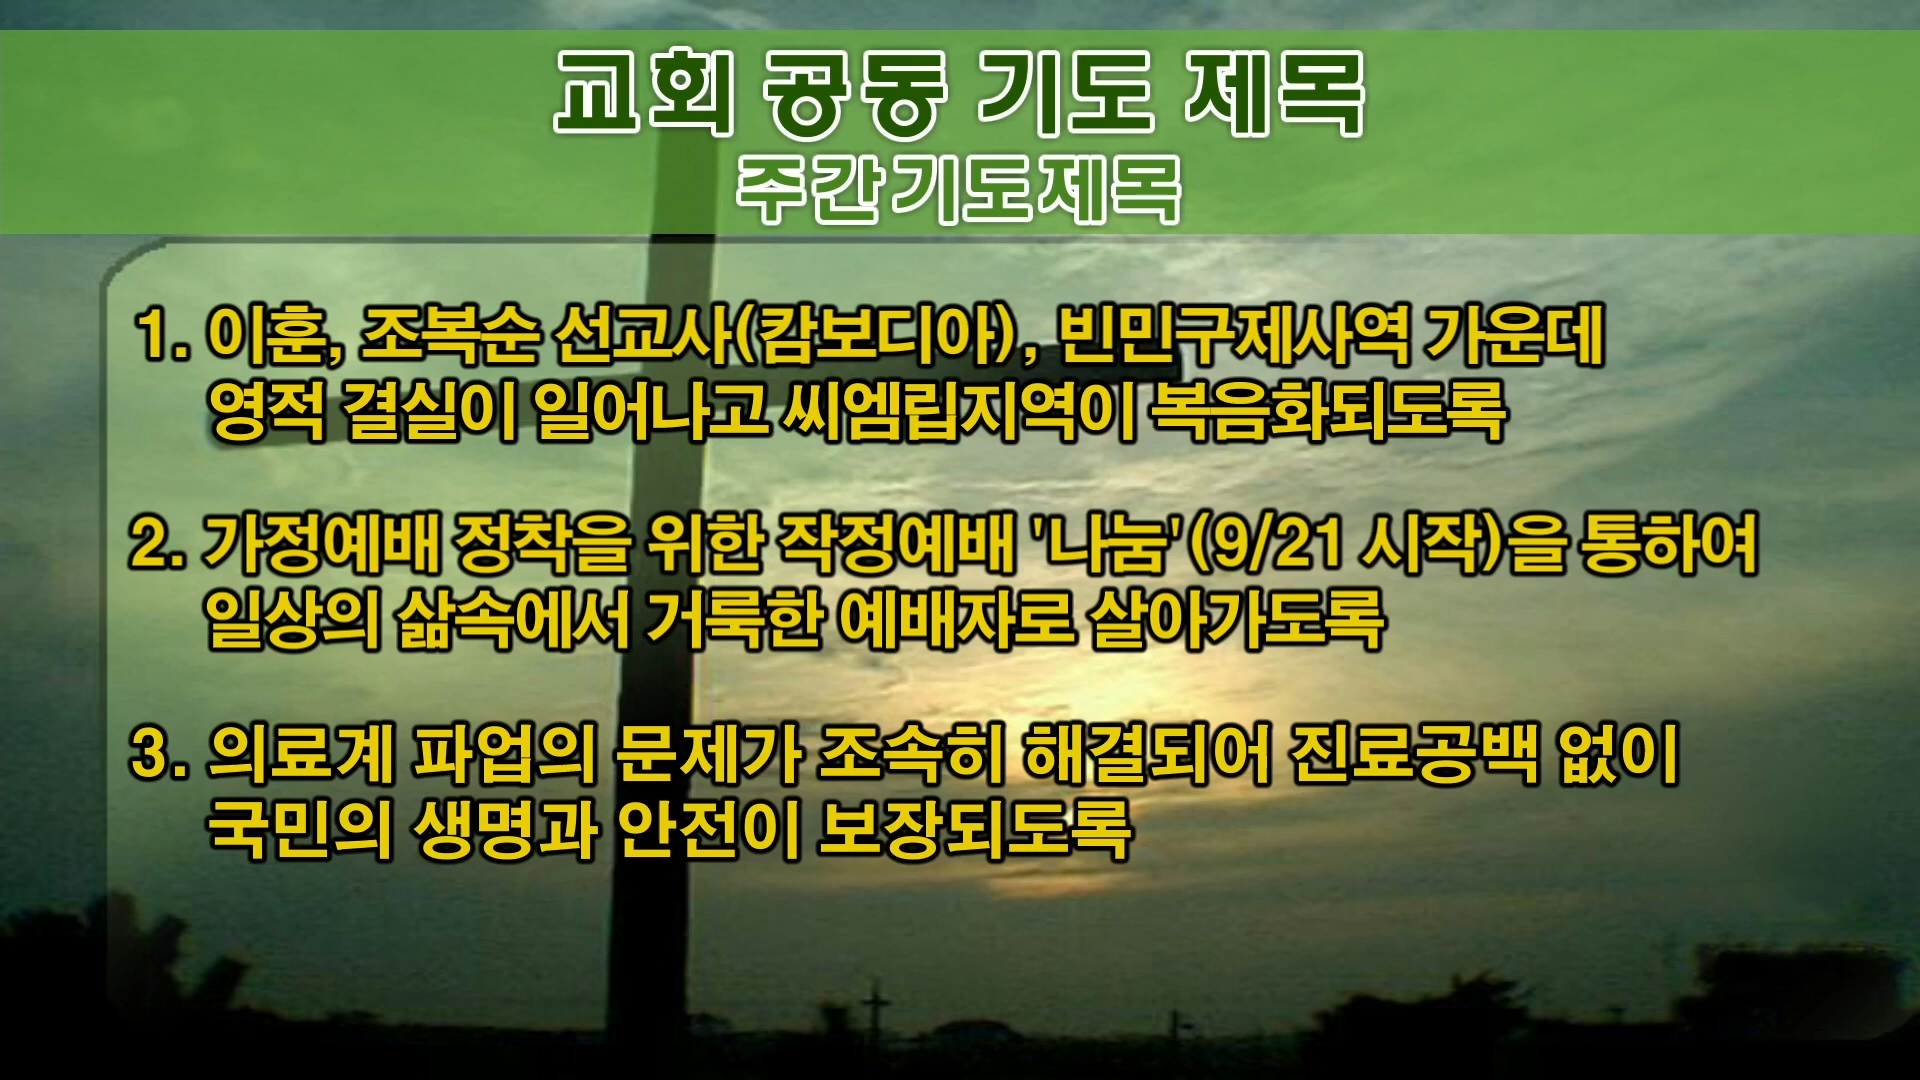 교회 공동 기도 제목
주간기도제목
1. 이훈, 조복순 선교사(캄보디아), 빈민구제사역 가운데
영적 결실이 일어나고 씨엠립지역이 복음화되도록
2. 가정예배 정착을 위한 작정예배 '나눔'(9/21 시작)을 통하여
일상의 삶속에서 거룩한 예배자로 살아가도록
3. 의료계 파업의 문제가 조속히 해결되어 진료공백 없이
국민의 생명과 안전이 보장되도록